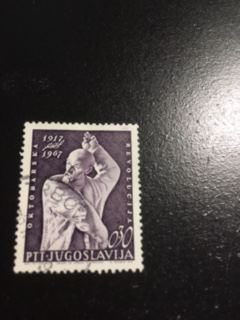 1917
1967
OKTOBARSKA
REVOLUCIJA
0.30
PTT-JUGOSLAVIJA